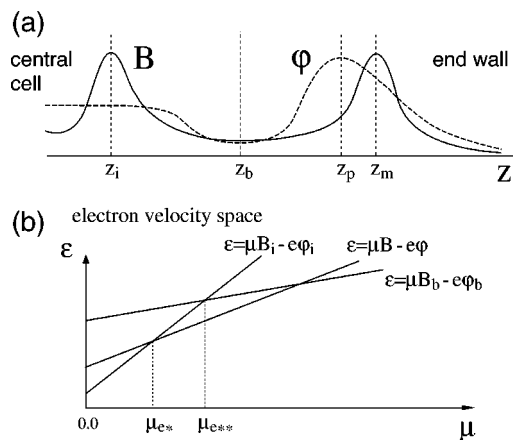 (a)
central cell
B
φ
end wall
z_i
z_b
z_p
z_m
Z
(b)
electron velocity space
ε
ε=μB_i-eφ_i
ε=μB-eφ
ε=μB_b-eφ_b
0.0
μ_e*
μ_e**
μ